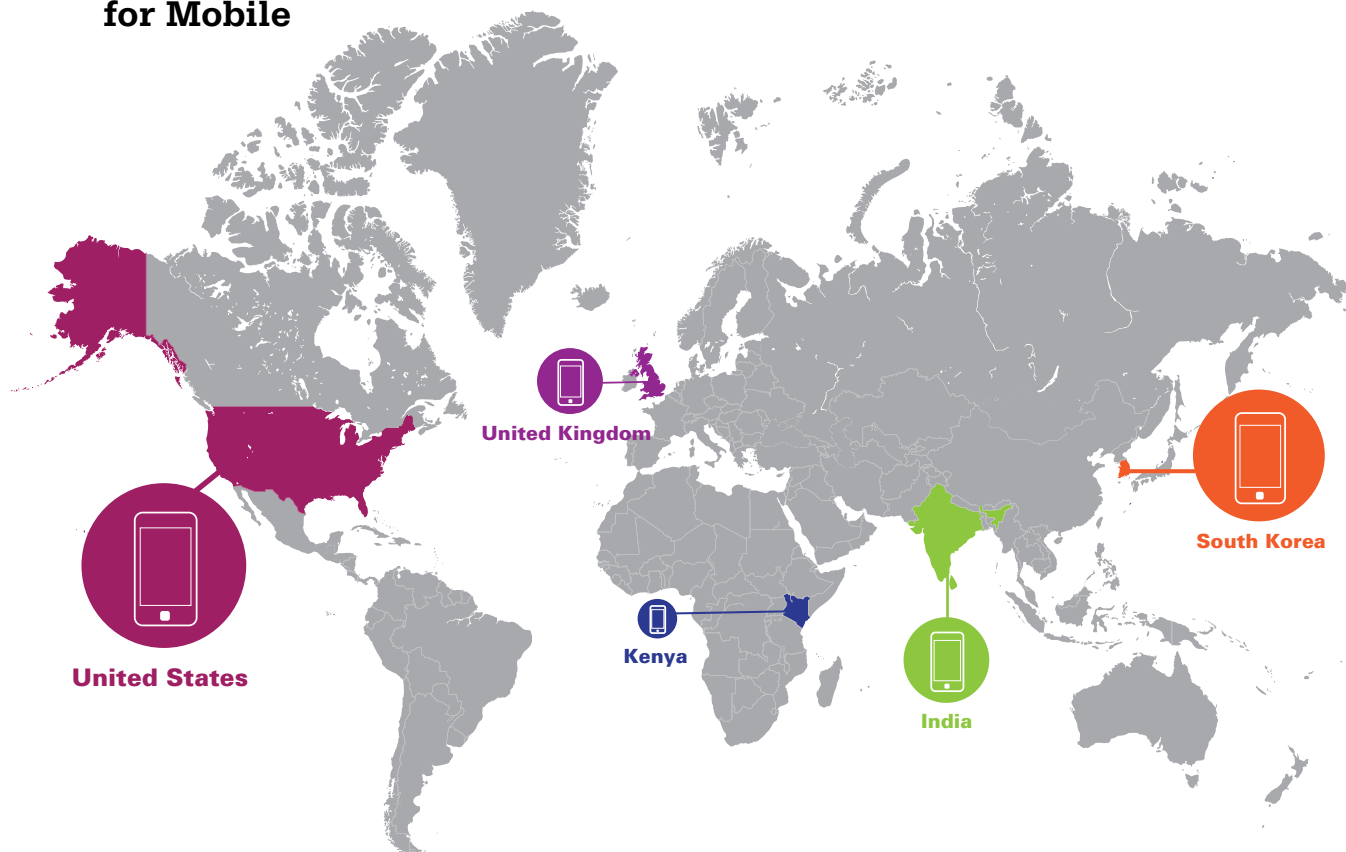 for Mobile
United Kingdom
South Korea
Kenya
United States
India